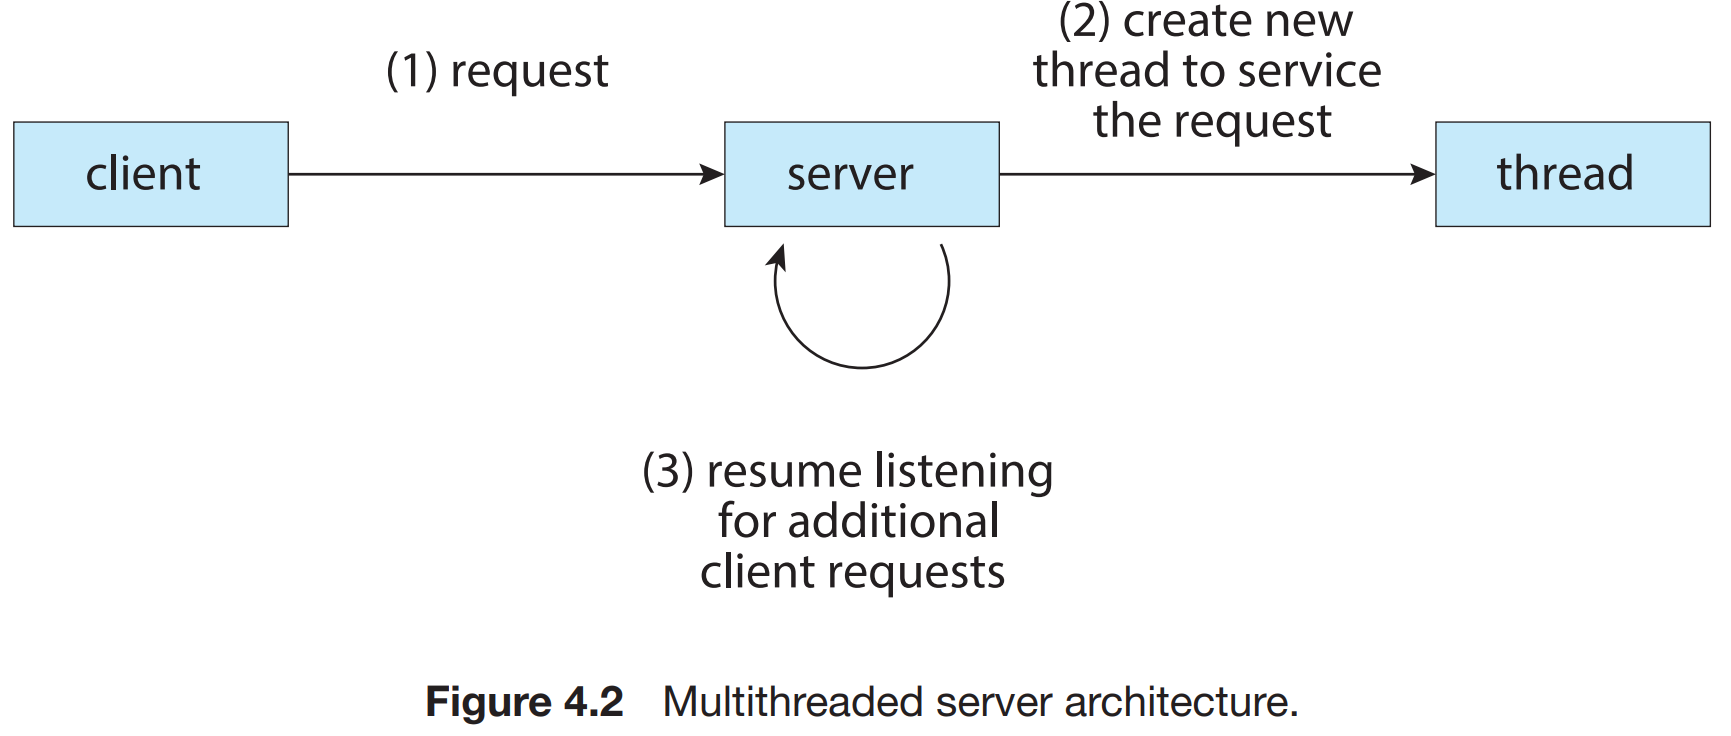 (1) request
(2) create new
thread to service
the request
client
server
thread
(3) resume listening
for additional
client requests
Figure 4.2 Multithreaded server architecture.